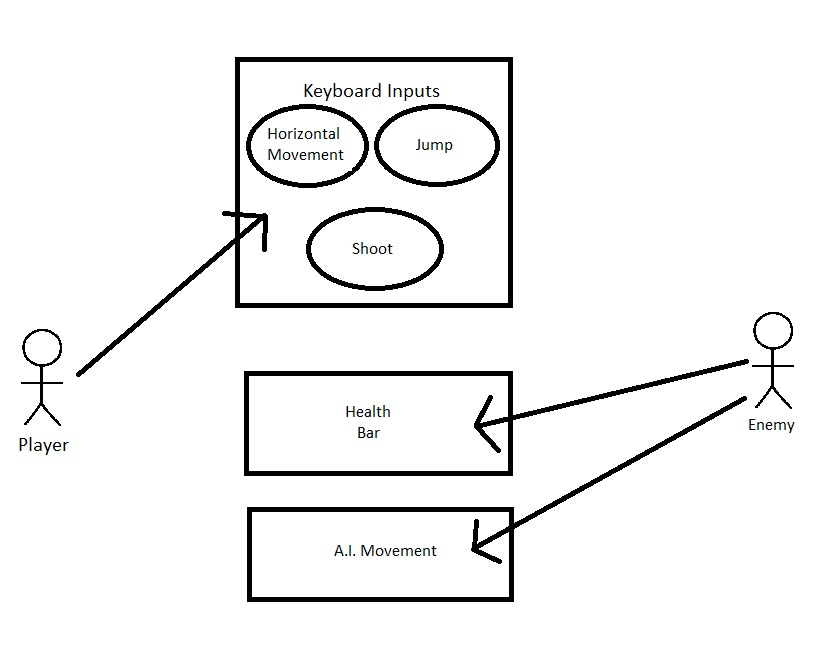 Keyboard Inputs
Horizontal
Movement
Jump
Shoot
Player
Health
Bar
Enemy
A.I. Movement